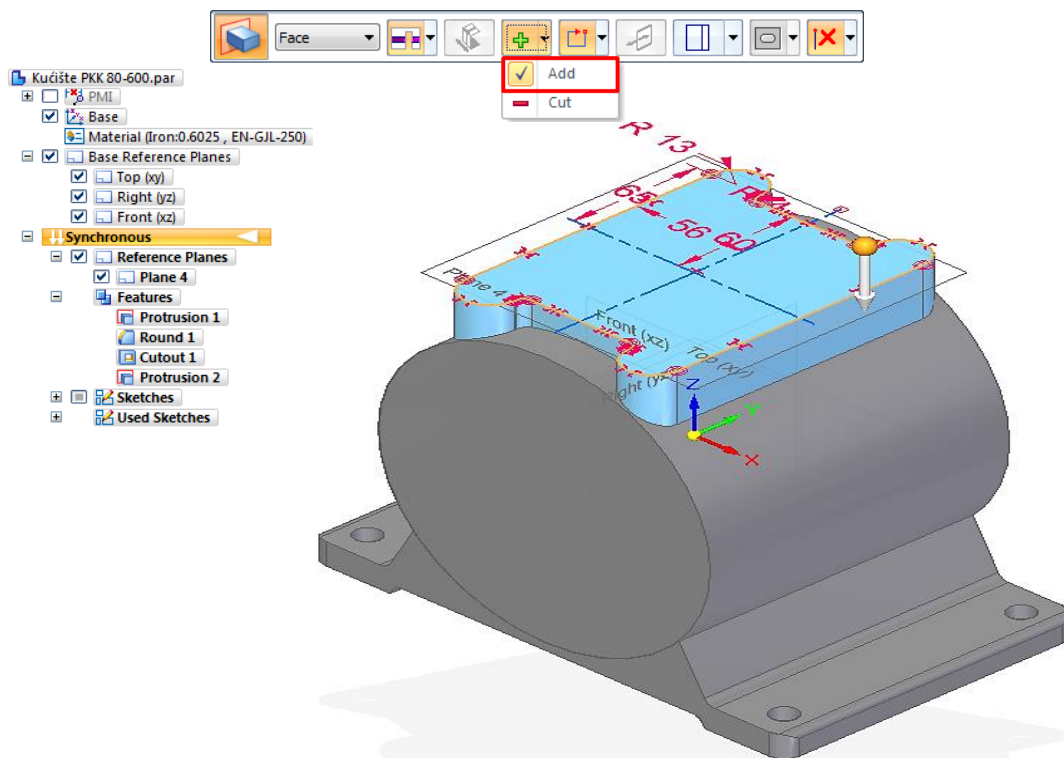 Face
Add
Cut
Kućište PKK 80-600.par
PMI
Base
Material (Iron:0.6025 , EN-GJL-250)
Base Reference Planes
Top (xy)
Right (yz)
Front (xz)
Synchronous
Reference Planes
Plane 4
Features
Protrusion 1
Round 1
Cutout 1
Protrusion 2
Sketches
Used Sketches
R 13
65
56 60
Plane 4
Front (xz)
Top (xy)
Right (yz)
Z
Y
X